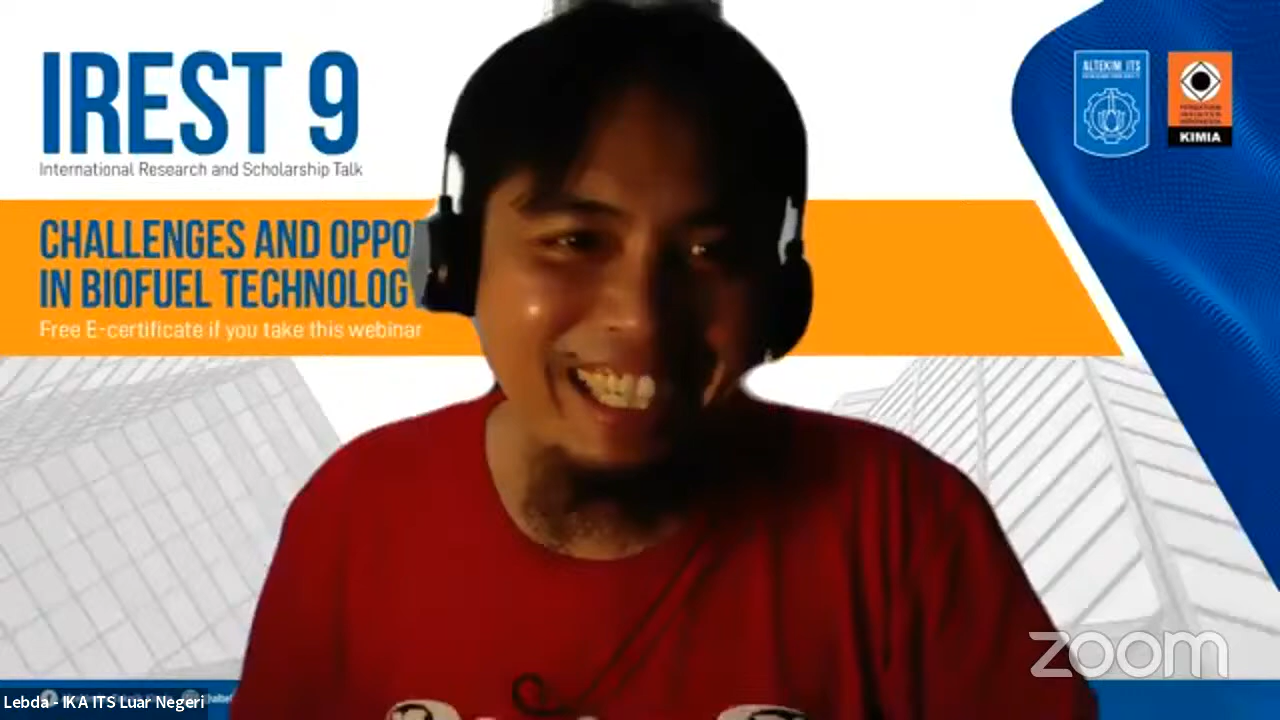 IREST 9
International Research and Scholarship Talk
CHALLENGES AND OPPO
IN BIOFUEL TECHNOLOG
Free E-certificate if you take this webinar
ALTEKIM ITS
KIMIA
zoom
Lebda - IKA ITS Luar Negeri